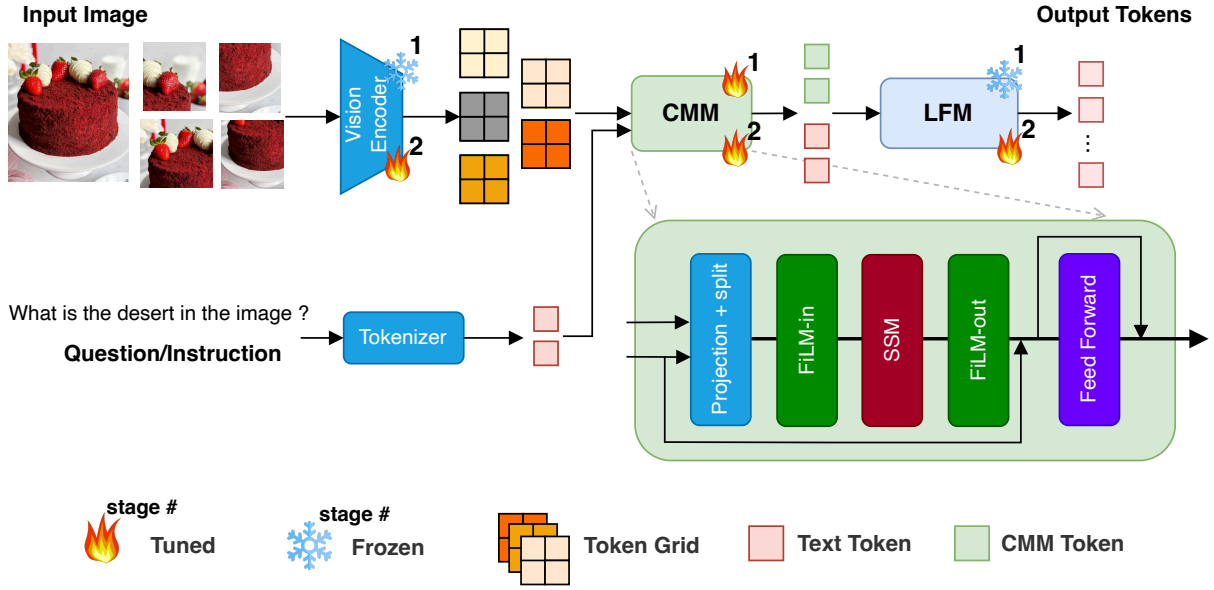 Input Image
Output Tokens
Vision
Encoder
1
2
CMM
1
2
LFM
1
2
What is the desert in the image ?
Question/Instruction
Tokenizer
Projection + split
FiLM-in
SSM
FiLM-out
Feed Forward
stage #
Tuned
stage #
Frozen
Token Grid
Text Token
CMM Token